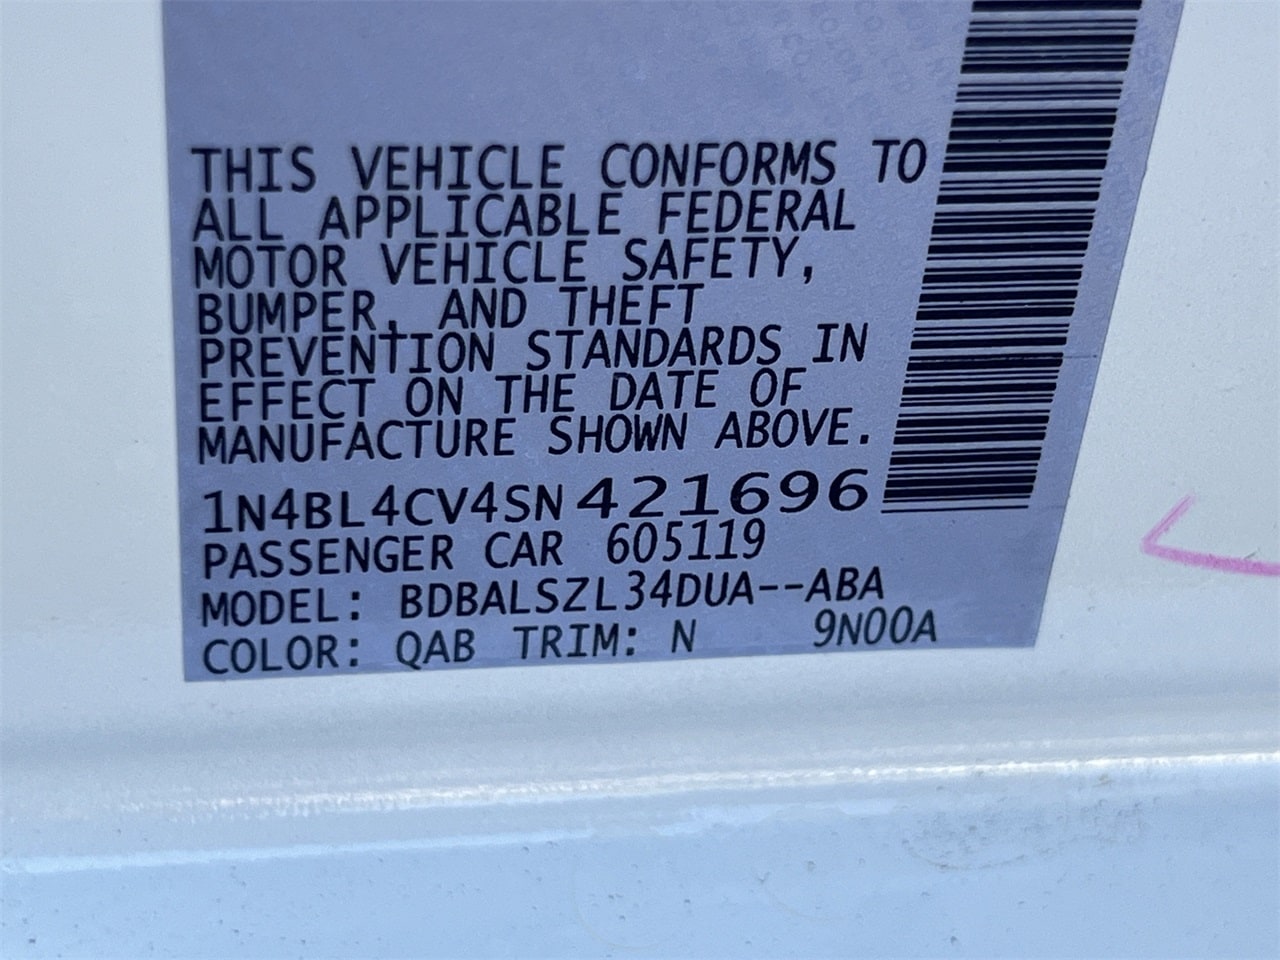 THIS VEHICLE CONFORMS TO
ALL APPLICABLE FEDERAL
MOTOR VEHICLE SAFETY,
BUMPER, AND THEFT
PREVENTION STANDARDS IN
EFFECT ON THE DATE OF
MANUFACTURE SHOWN ABOVE.
1N4BL4CV4SN421696
PASSENGER CAR 605119
MODEL: BDBALSZL34DUA--ABA
COLOR: QAB TRIM: N 9N00A